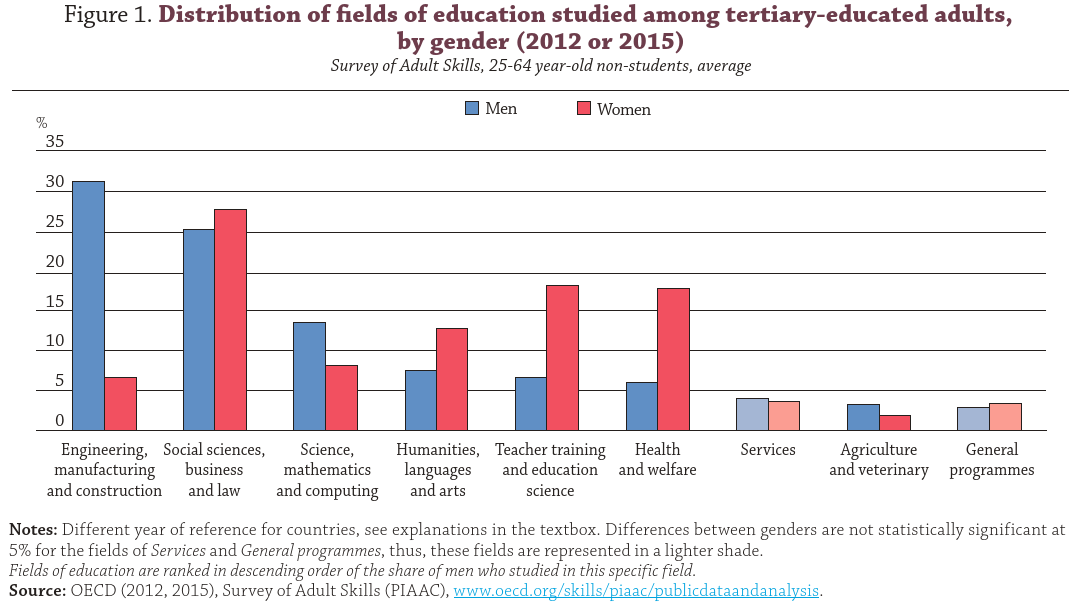 Figure 1. Distribution of fields of education studied among tertiary-educated adults,
by gender (2012 or 2015)
Survey of Adult Skills, 25-64 year-old non-students, average
Men
Women
%
35
30
25
20
15
10
5
0
Engineering,
manufacturing
and construction
Social sciences,
business
and law
Science,
mathematics
and computing
Humanities,
languages
and arts
Teacher training
and education
science
Health
and welfare
Services
Agriculture
and veterinary
General
programmes
Notes: Different year of reference for countries, see explanations in the textbox. Differences between genders are not statistically significant at
5% for the fields of Services and General programmes, thus, these fields are represented in a lighter shade.
Fields of education are ranked in descending order of the share of men who studied in this specific field.
Source: OECD (2012, 2015), Survey of Adult Skills (PIAAC), www.oecd.org/skills/piaac/publicdataandanalysis.